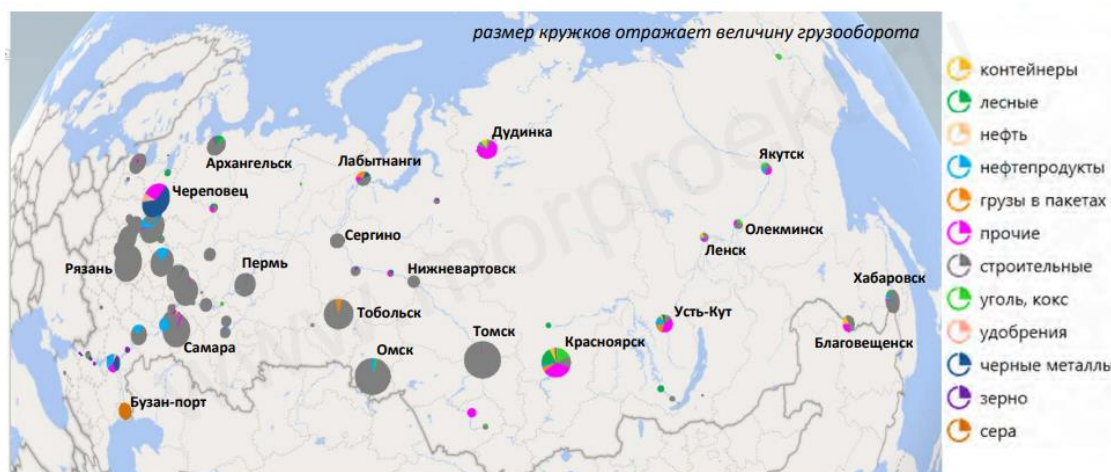 размер кружков отражает величину грузооборота
Дудинка
Архангельск
Лабытнанги
Якутск
Череповец
Олекминск
Сергино
Ленск
Рязань
Пермь
Нижневартовск
Хабаровск
Тобольск
Усть-Кут
Томск
Самара
Красноярск
Благовещенск
Омск
Бузан-порт
контейнеры
лесные
нефть
нефтепродукты
грузы в пакетах
прочие
строительные
уголь, кокс
удобрения
черные металлы
зерно
сера